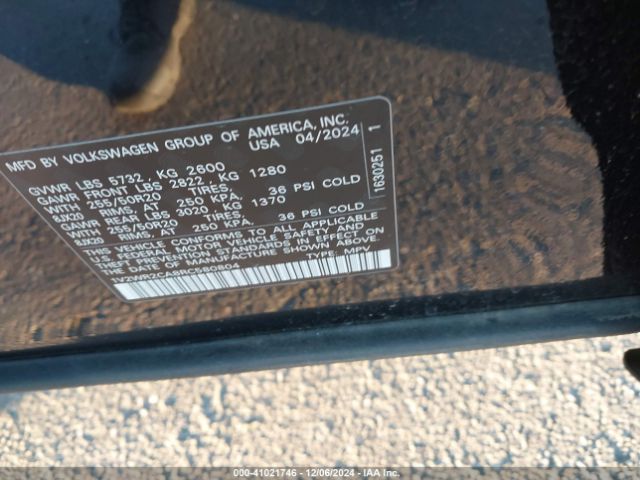 MFD BY VOLKSWAGEN GROUP OF AMERICA, INC.
USA 04/2024
GVWR LBS 5732 , KG 2600
GAWR FRONT LBS 2822 , KG 1280
WITH 255/50R20 TIRES,
8JX20 RIMS AT 250 KPA, 36 PSI COLD
GAWR REAR LBS 3020 , KG 1370
WITH 255/50R20 TIRES,
8JX20 RIMS AT 250 KPA, 36 PSI COLD
THIS VEHICLE CONFORMS TO ALL APPLICABLE
U.S. FEDERAL MOTOR VEHICLE SAFETY AND
THEFT PREVENTION STANDARDS IN EFFECT ON
THE DATE OF MANUFACTURE SHOWN ABOVE.
TYPE: MPV
1630251 1
000-41021746 - 12/06/2024 - IAA Inc.